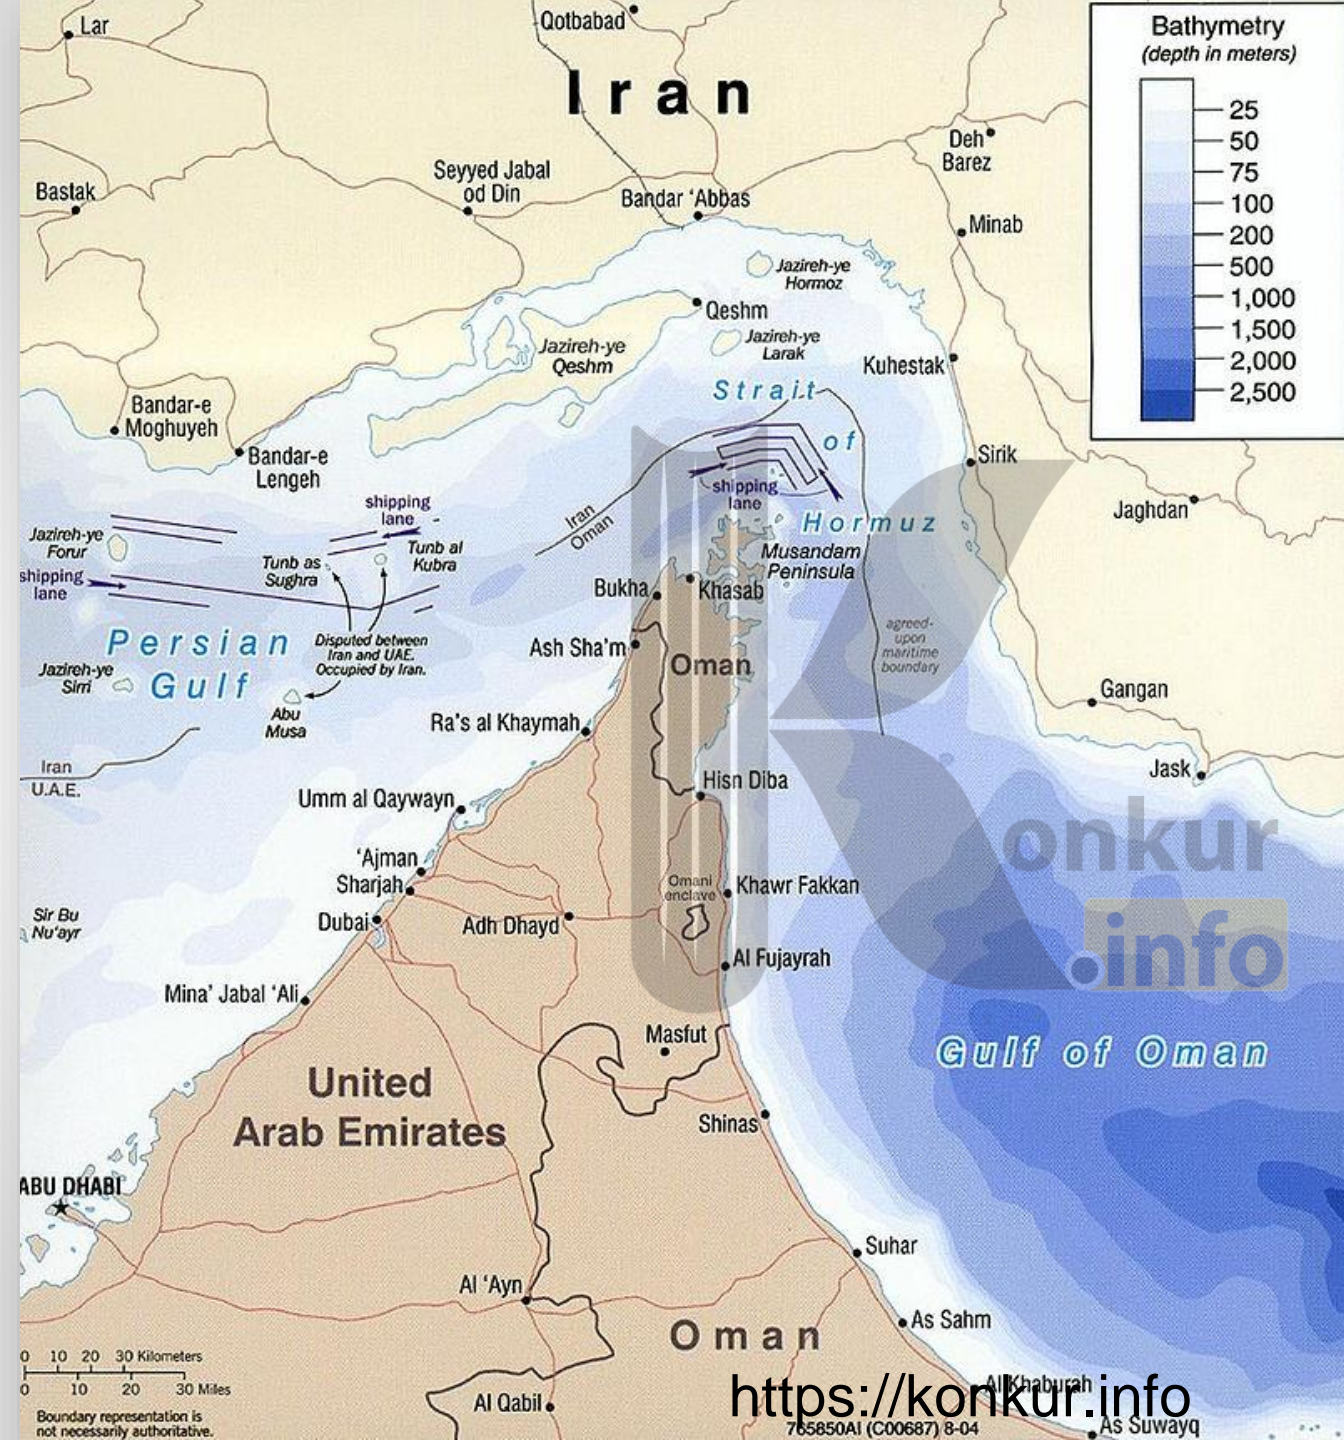 Lar
Qotbabad
Iran
Bathymetry
(depth in meters)
25
50
75
100
200
500
1,000
1,500
2,000
2,500
Deh
Barez
Seyyed Jabal
od Din
Bastak
Bandar ‘Abbas
Minab
Jazireh-ye
Hormoz
Qeshm
Jazireh-ye
Larak
Jazireh-ye
Qeshm
Kuhestak
Strait
of
Hormuz
Bandar-e
Moghuyeh
Bandar-e
Lengeh
Sirik
Jaghdan
shipping
lane
shipping
lane
Jazireh-ye
Forur
Iran
Oman
Tunb as
Sughra
Tunb al
Kubra
Musandam
Peninsula
shipping
lane
Bukha
Khasab
Persian
Gulf
Disputed between
Iran and UAE.
Occupied by Iran.
agreed-
upon
maritime
boundary
Ash Sha’m
Oman
Jazireh-ye
Sirri
Abu
Musa
Gangan
Ra’s al Khaymah
Iran
U.A.E.
Jask
Hisn Diba
Umm al Qaywayn
onkur
.info
‘Ajman
Sharjah
Omani
enclave
Khawr Fakkan
Dubai
Adh Dhayd
Sir Bu
Nu‘ayr
Al Fujayrah
Mina’ Jabal ‘Ali
Masfut
Gulf of Oman
United
Arab Emirates
Shinas
ABU DHABI
Suhar
Al ‘Ayn
As Sahm
Oman
0 10 20 30 Kilometers
0 10 20 30 Miles
Al Khaburah
Al Qabil
https://konkur.info
Boundary representation is
not necessarily authoritative.
765850AI (C00687) 8-04
As Suwayq